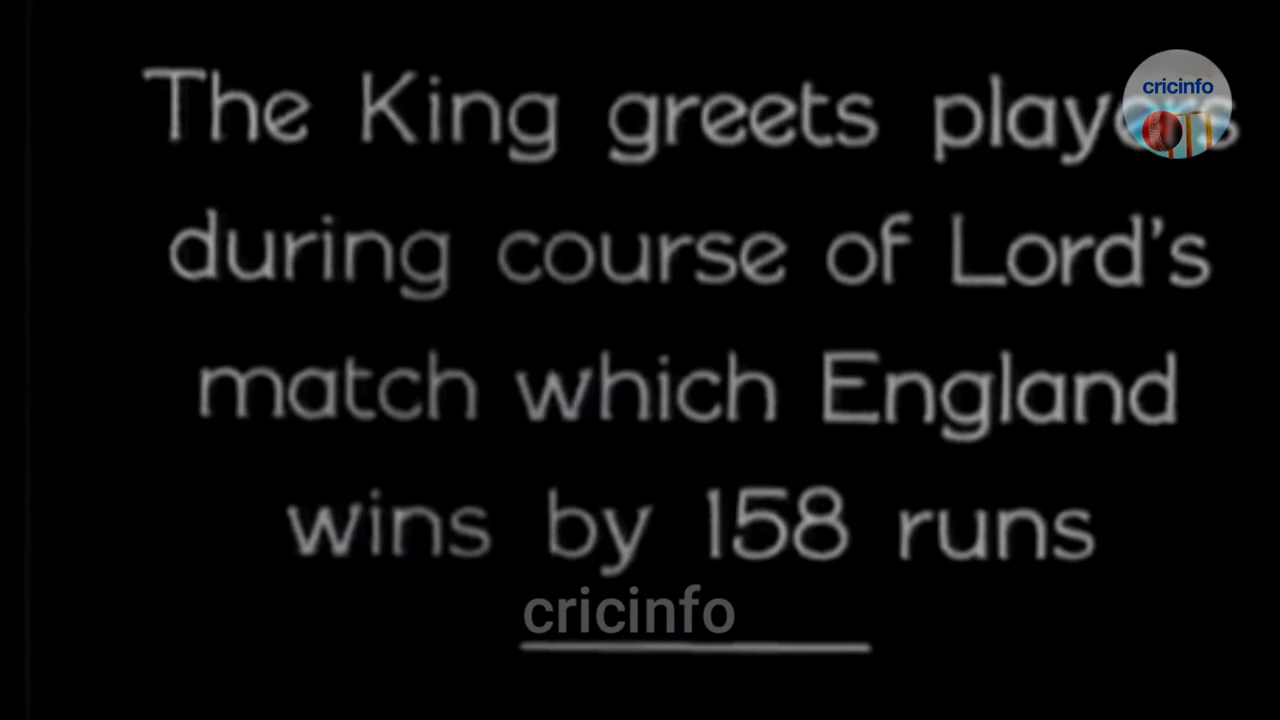 The King greets players
cricinfo
during course of Lord's
match which England
wins by 158 runs
cricinfo